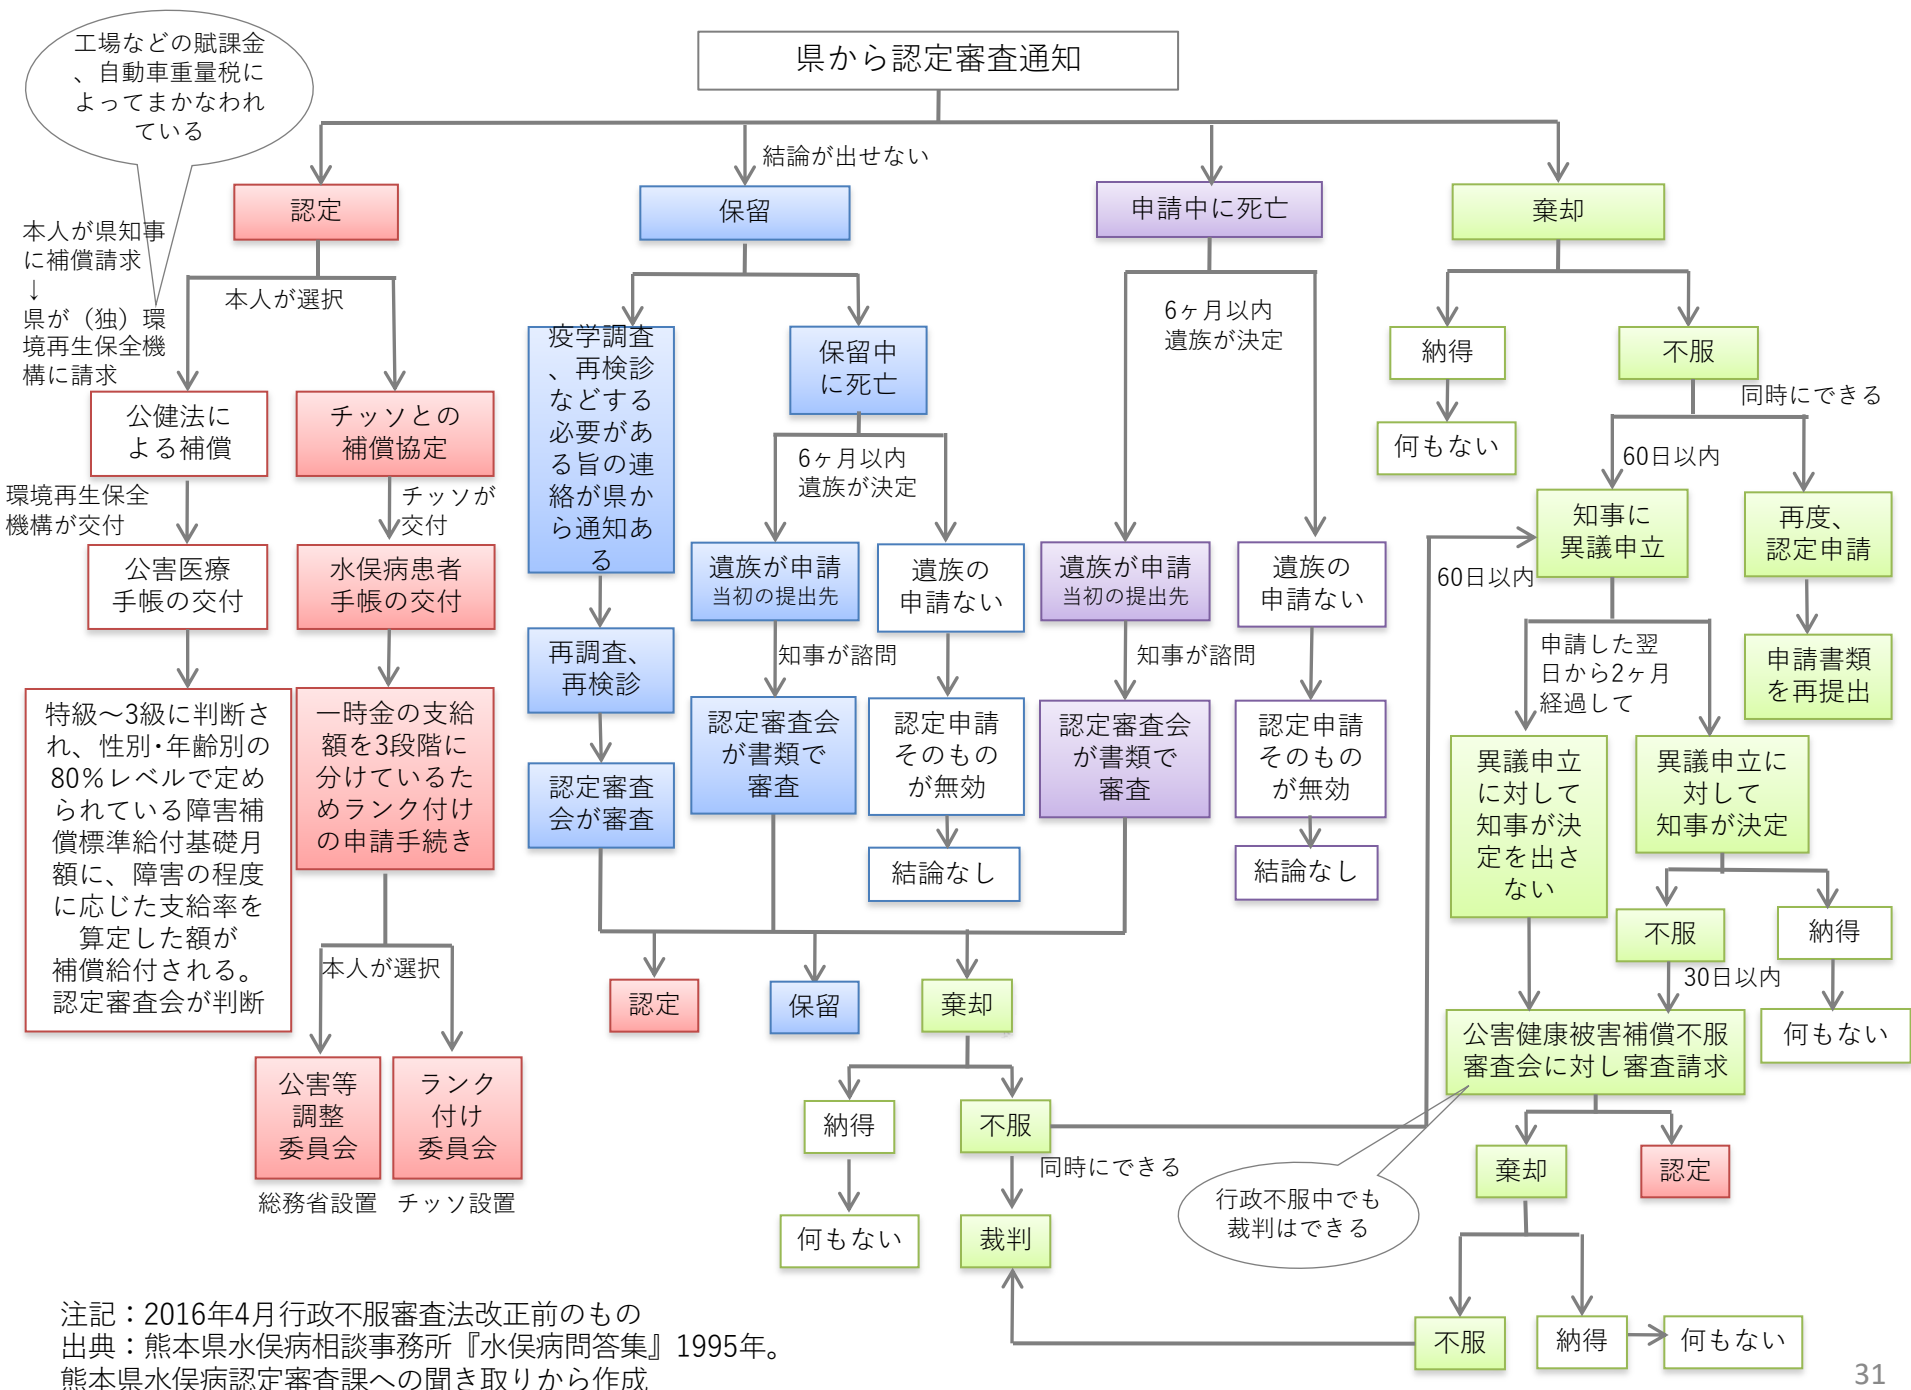 工場などの賦課金
、自動車重量税に
よってまかなわれ
ている
県から認定審査通知
結論が出せない
認定
保留
申請中に死亡
棄却
本人が県知事
に補償請求
↓
県が（独）環
境再生保全機
構に請求
本人が選択
公健法に
よる補償
チッソとの
補償協定
環境再生保全
機構が交付
チッソが
交付
公害医療
手帳の交付
水俣病患者
手帳の交付
特級～3級に判断さ
れ、性別･年齢別の
80%レベルで定め
られている障害補
償標準給付基礎月
額に、障害の程度
に応じた支給率を
算定した額が
補償給付される。
認定審査会が判断
一時金の支給
額を3段階に
分けているた
めランク付け
の申請手続き
本人が選択
公害等
調整
委員会
ランク
付け
委員会
総務省設置
チッソ設置
疫学調査
、再検診
などする
必要があ
る旨の連
絡が県か
ら通知あ
る
再調査、
再検診
認定審査
会が審査
保留中
に死亡
6ヶ月以内
遺族が決定
遺族が申請
当初の提出先
遺族の
申請ない
知事が諮問
認定審査会
が書類で
審査
認定申請
そのもの
が無効
結論なし
6ヶ月以内
遺族が決定
遺族が申請
当初の提出先
遺族の
申請ない
知事が諮問
認定審査会
が書類で
審査
認定申請
そのもの
が無効
結論なし
認定
保留
棄却
納得
不服
同時にできる
何もない
裁判
納得
不服
何もない
同時にできる
60日以内
知事に
異議申立
再度、
認定申請
60日以内
申請書類
を再提出
申請した翌
日から2ヶ月
経過して
異議申立
に対して
知事が決
定を出さ
ない
異議申立に
対して
知事が決定
不服
納得
30日以内
何もない
公害健康被害補償不服
審査会に対し審査請求
行政不服中でも
裁判はできる
棄却
認定
不服
納得
何もない
注記：2016年4月行政不服審査法改正前のもの
出典：熊本県水俣病相談事務所『水俣病問答集』1995年。
熊本県水俣病認定審査課への聞き取りから作成
31